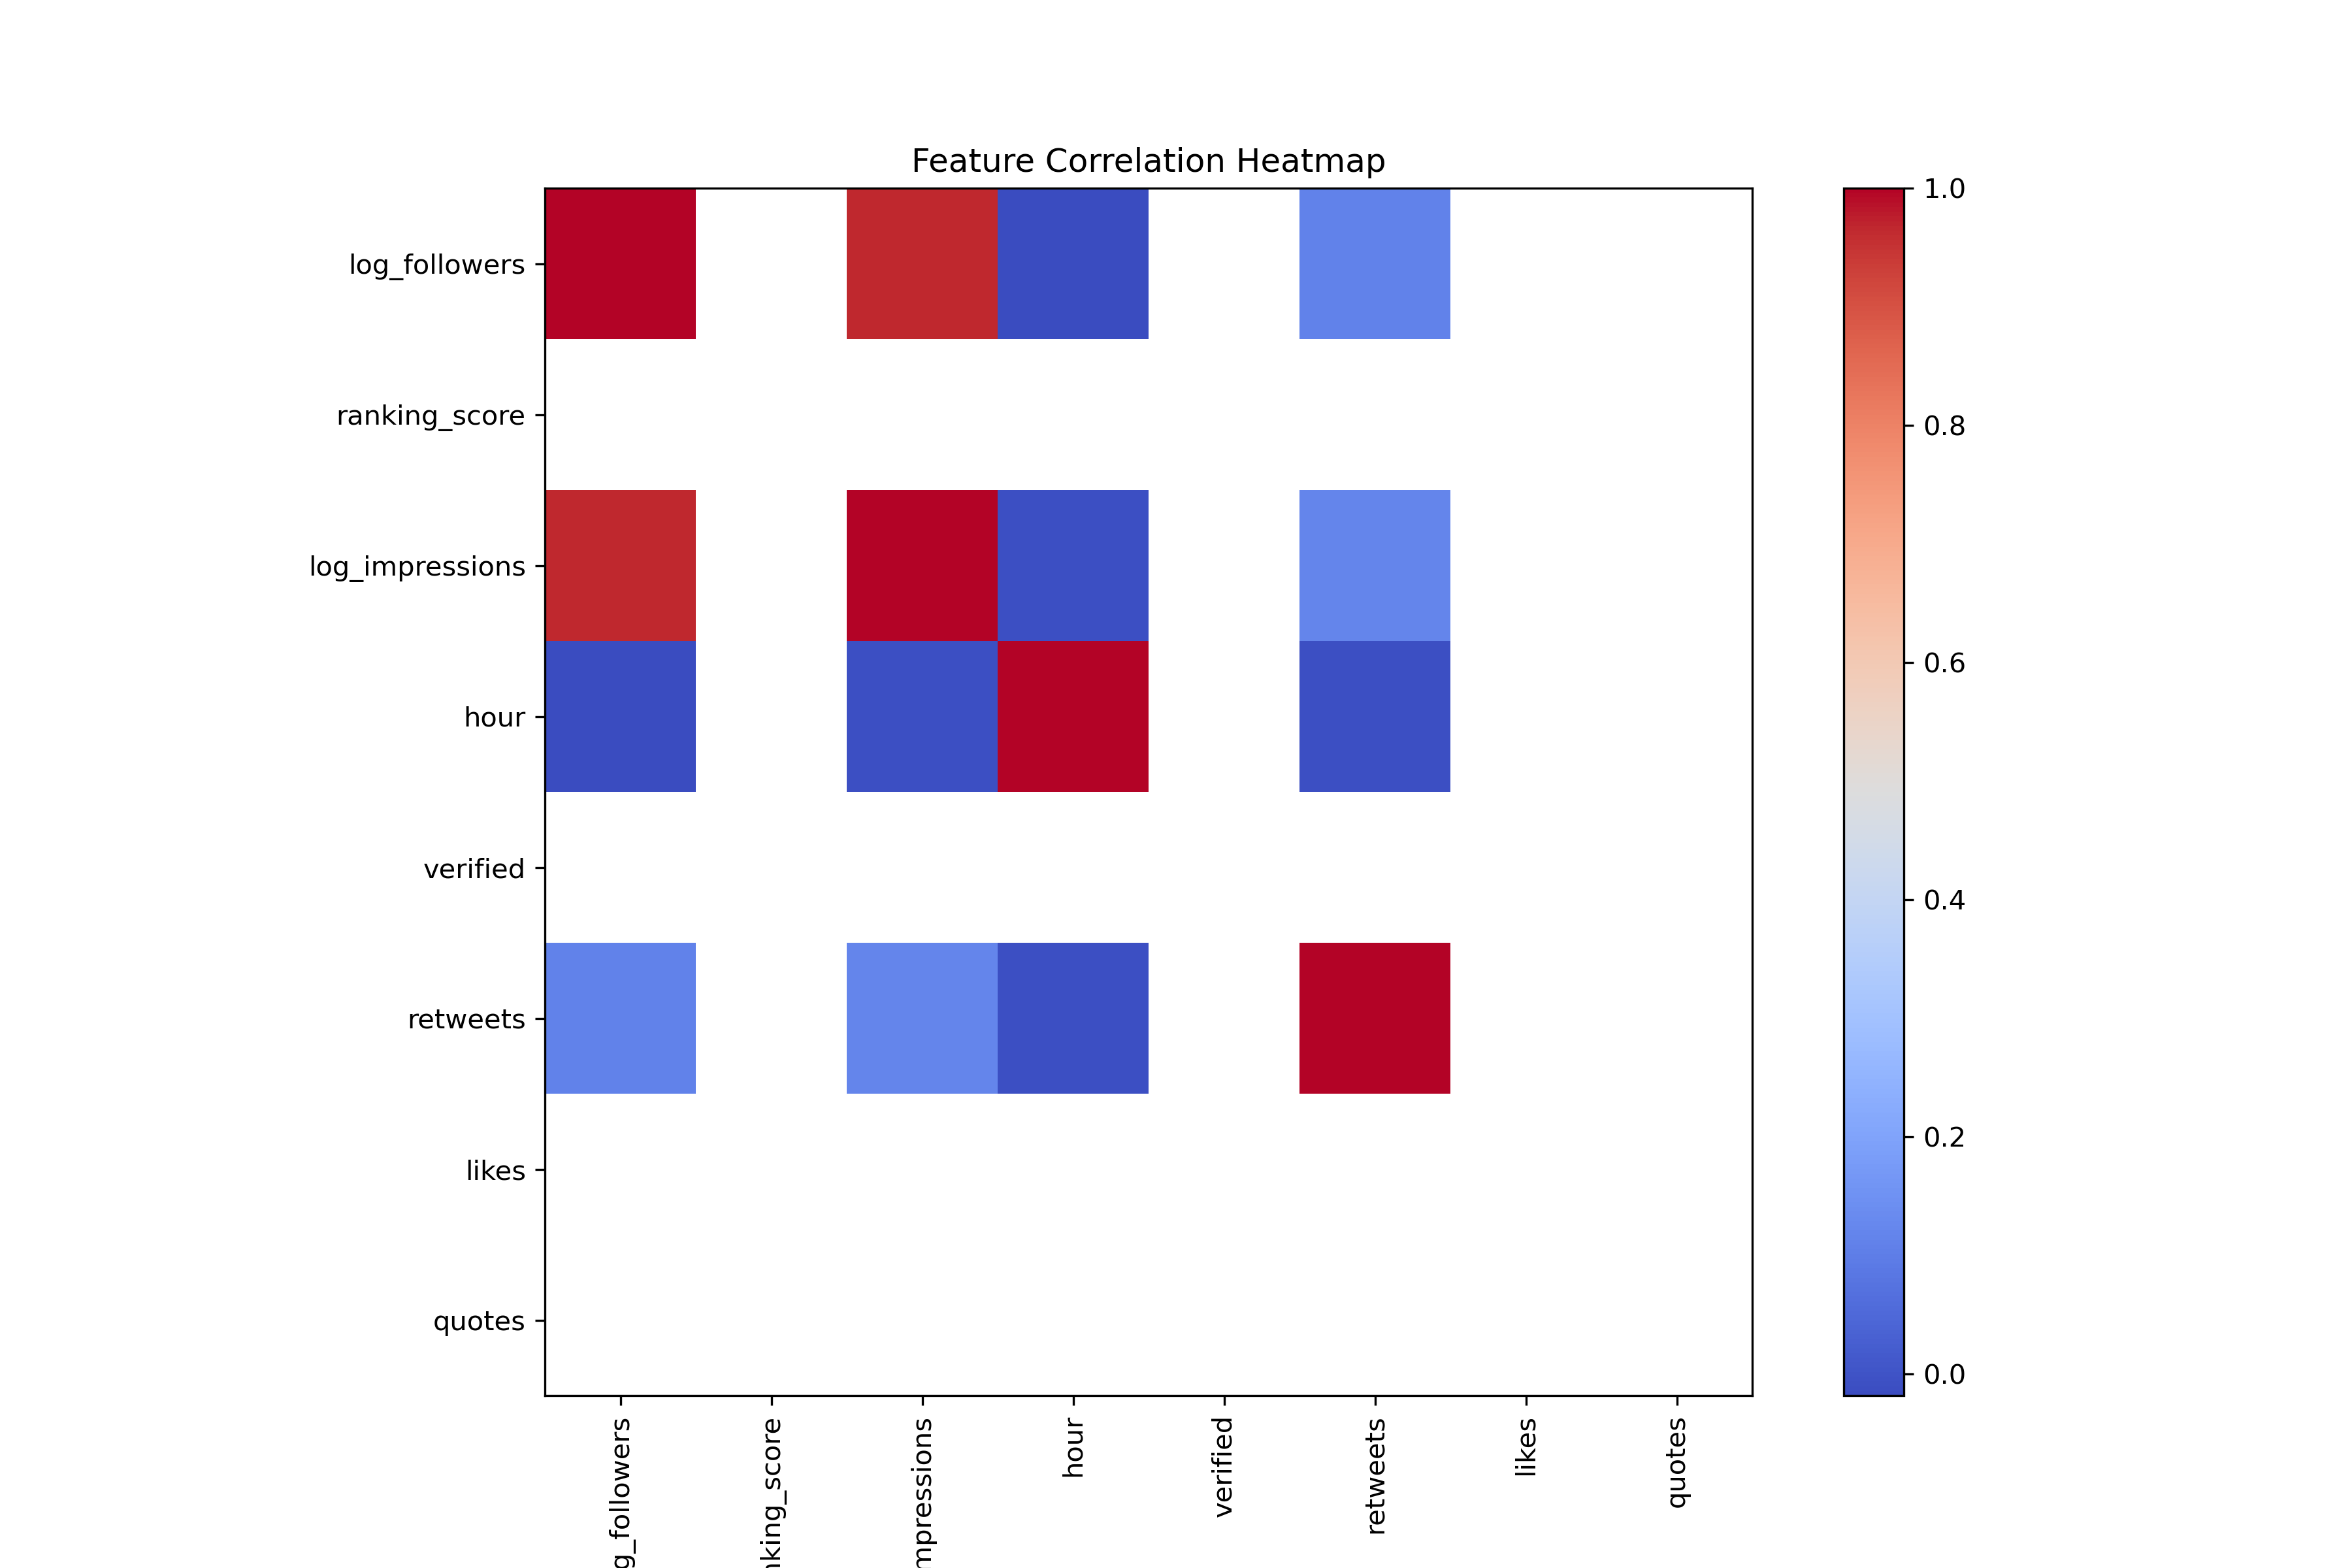 Feature Correlation Heatmap
log_followers
ranking_score
log_impressions
hour
verified
retweets
likes
quotes
1.0
0.8
0.6
0.4
0.2
0.0
g_followers
nking_score
mpressions
hour
verified
retweets
likes
quotes